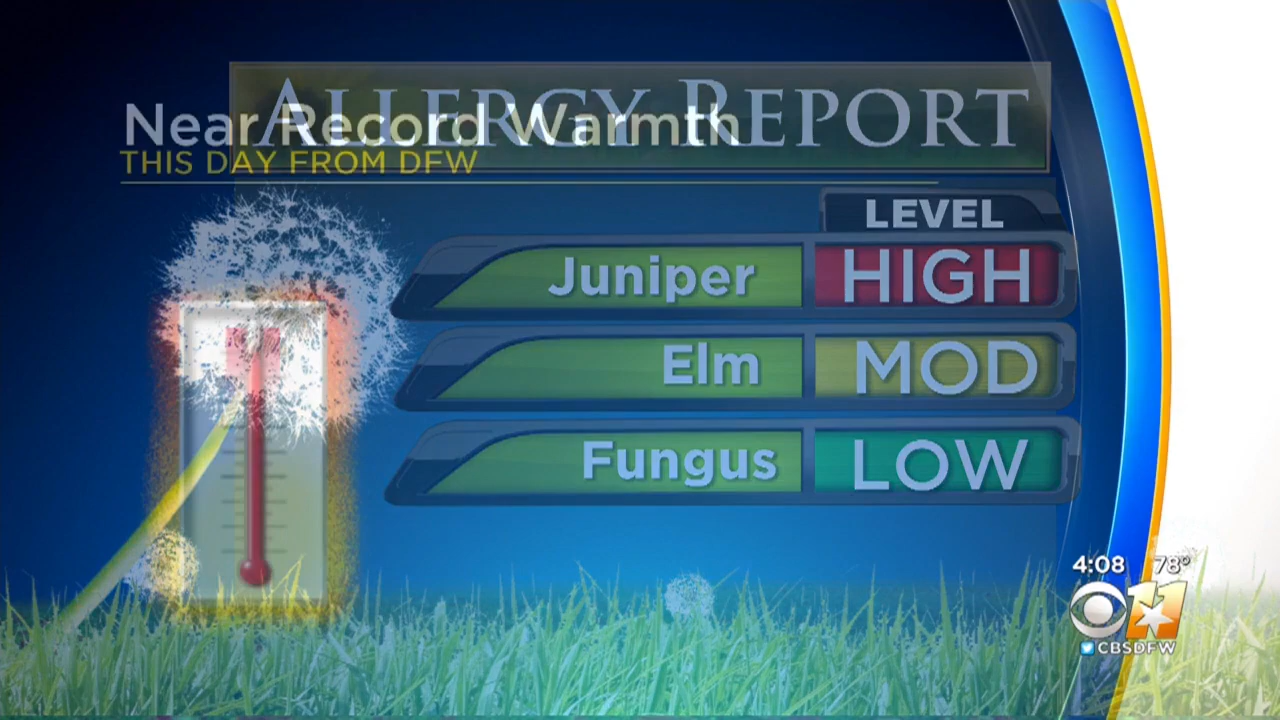 ALLERGY REPORT
Near Record Warmth
THIS DAY FROM DFW
LEVEL
Juniper HIGH
Elm MOD
Fungus LOW
4:08 78°
11
CBSDFW